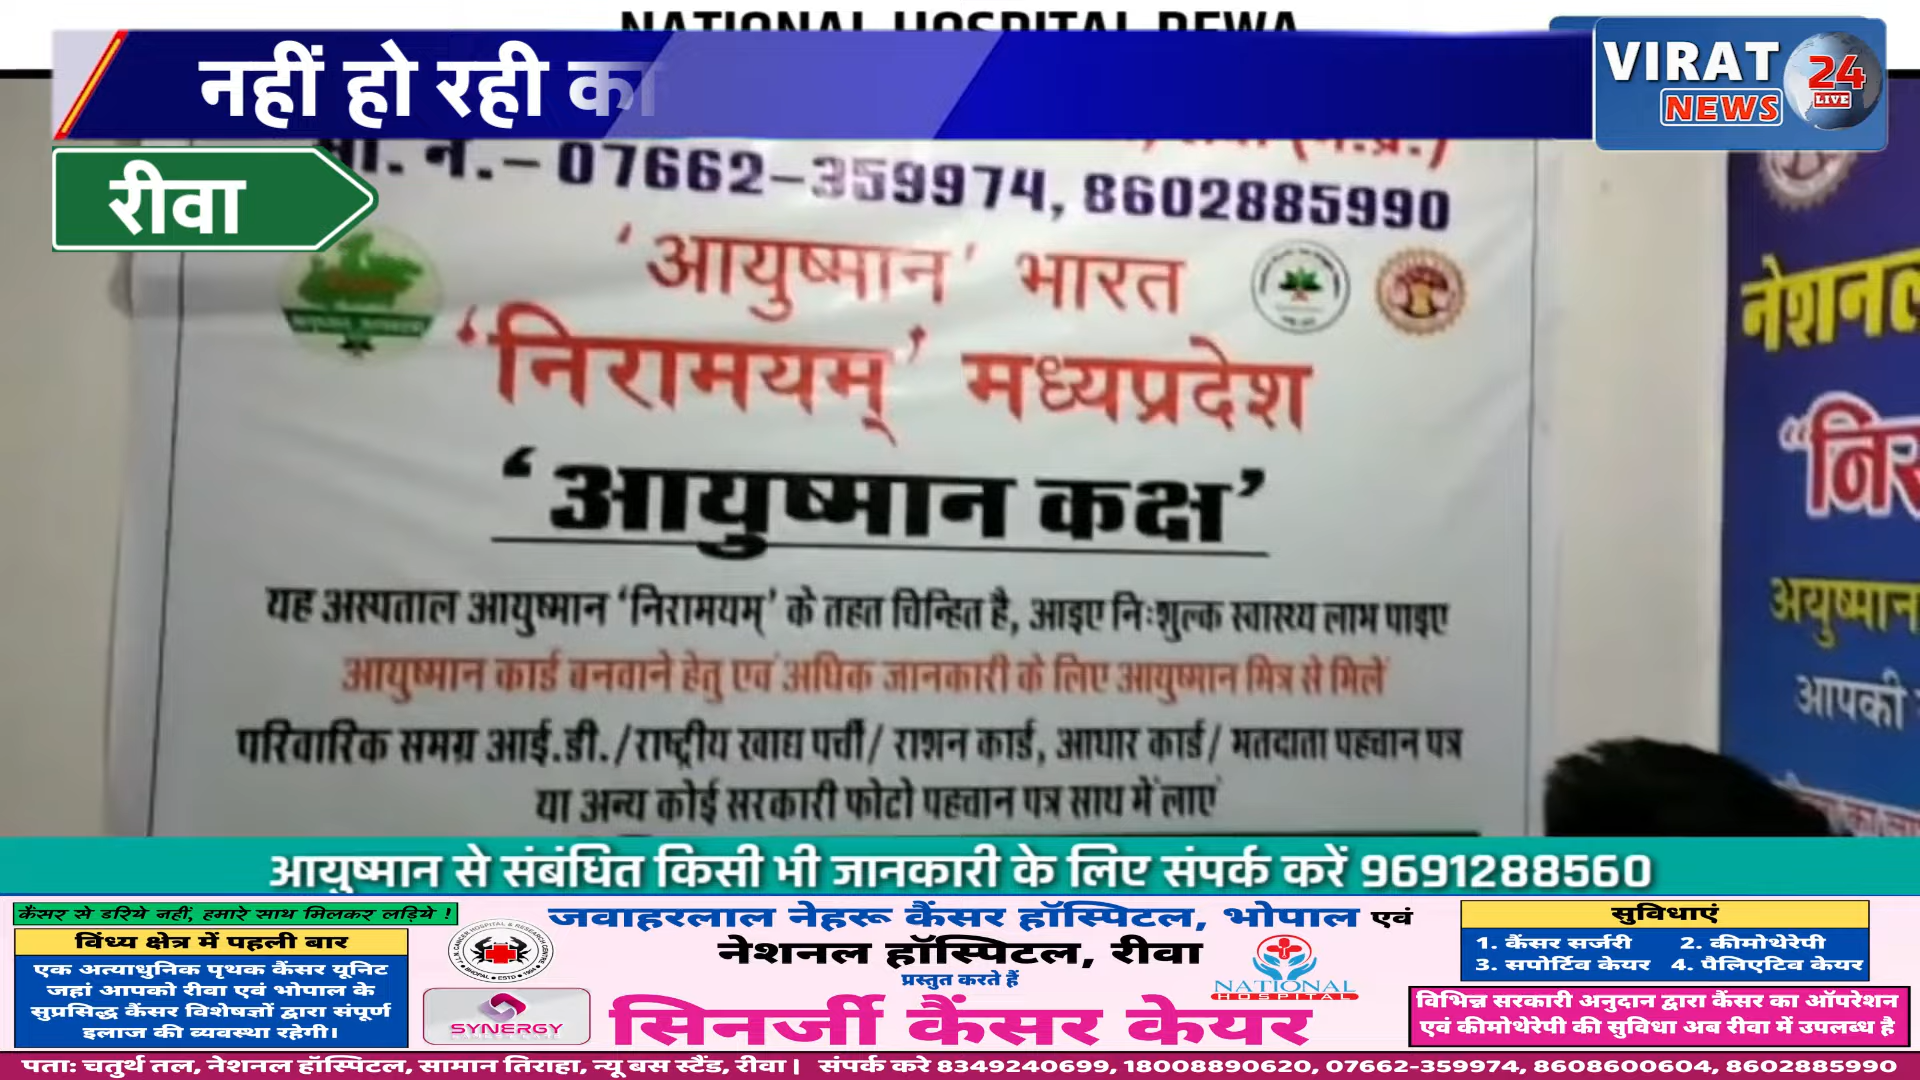 NATIONAL HOSPITAL REWA
नहीं हो रही का
VIRAT
NEWS
24
LIVE
रीवा
07662-359974, 8602885990
'आयुष्मान' भारत
'निरामयम्' मध्यप्रदेश
'आयुष्मान कक्ष'
यह अस्पताल आयुष्मान 'निरामयम्' के तहत चिन्हित है, आइए निःशुल्क स्वास्थ्य लाभ पाइए
आयुष्मान कार्ड बनवाने हेतु एवं अधिक जानकारी के लिए आयुष्मान मित्र से मिलें
परिवारिक समग्र आई.डी./राष्ट्रीय खाद्य पर्ची/ राशन कार्ड, आधार कार्ड/ मतदाता पहचान पत्र
या अन्य कोई सरकारी फोटो पहचान पत्र साथ में लाएं
अयुष्मान
आपकी
आयुष्मान से संबंधित किसी भी जानकारी के लिए संपर्क करें 9691288560
कैंसर से डरिये नहीं, हमारे साथ मिलकर लड़िये !
विंध्य क्षेत्र में पहली बार
एक अत्याधुनिक पृथक कैंसर यूनिट
जहां आपको रीवा एवं भोपाल के
सुप्रसिद्ध कैंसर विशेषज्ञों द्वारा संपूर्ण
इलाज की व्यवस्था रहेगी।
SYNERGY
जवाहरलाल नेहरू कैंसर हॉस्पिटल, भोपाल एवं
नेशनल हॉस्पिटल, रीवा
प्रस्तुत करते हैं
सिनर्जी कैंसर केयर
NATIONAL
HOSPITAL
सुविधाएं
1. कैंसर सर्जरी 2. कीमोथेरेपी
3. सपोर्टिव केयर 4. पैलिएटिव केयर
विभिन्न सरकारी अनुदान द्वारा कैंसर का ऑपरेशन
एवं कीमोथेरेपी की सुविधा अब रीवा में उपलब्ध है
पता: चतुर्थ तल, नेशनल हॉस्पिटल, सामान तिराहा, न्यू बस स्टैंड, रीवा | संपर्क करे 8349240699, 18008890620, 07662-359974, 8608600604, 8602885990